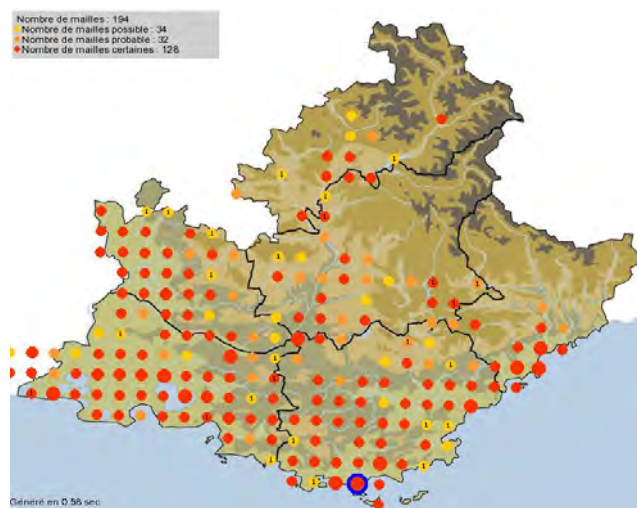 Nombre de mailles : 194
Nombre de mailles possible : 34
Nombre de mailles probable : 32
Nombre de mailles certaines : 128
Généré en 0.58 sec